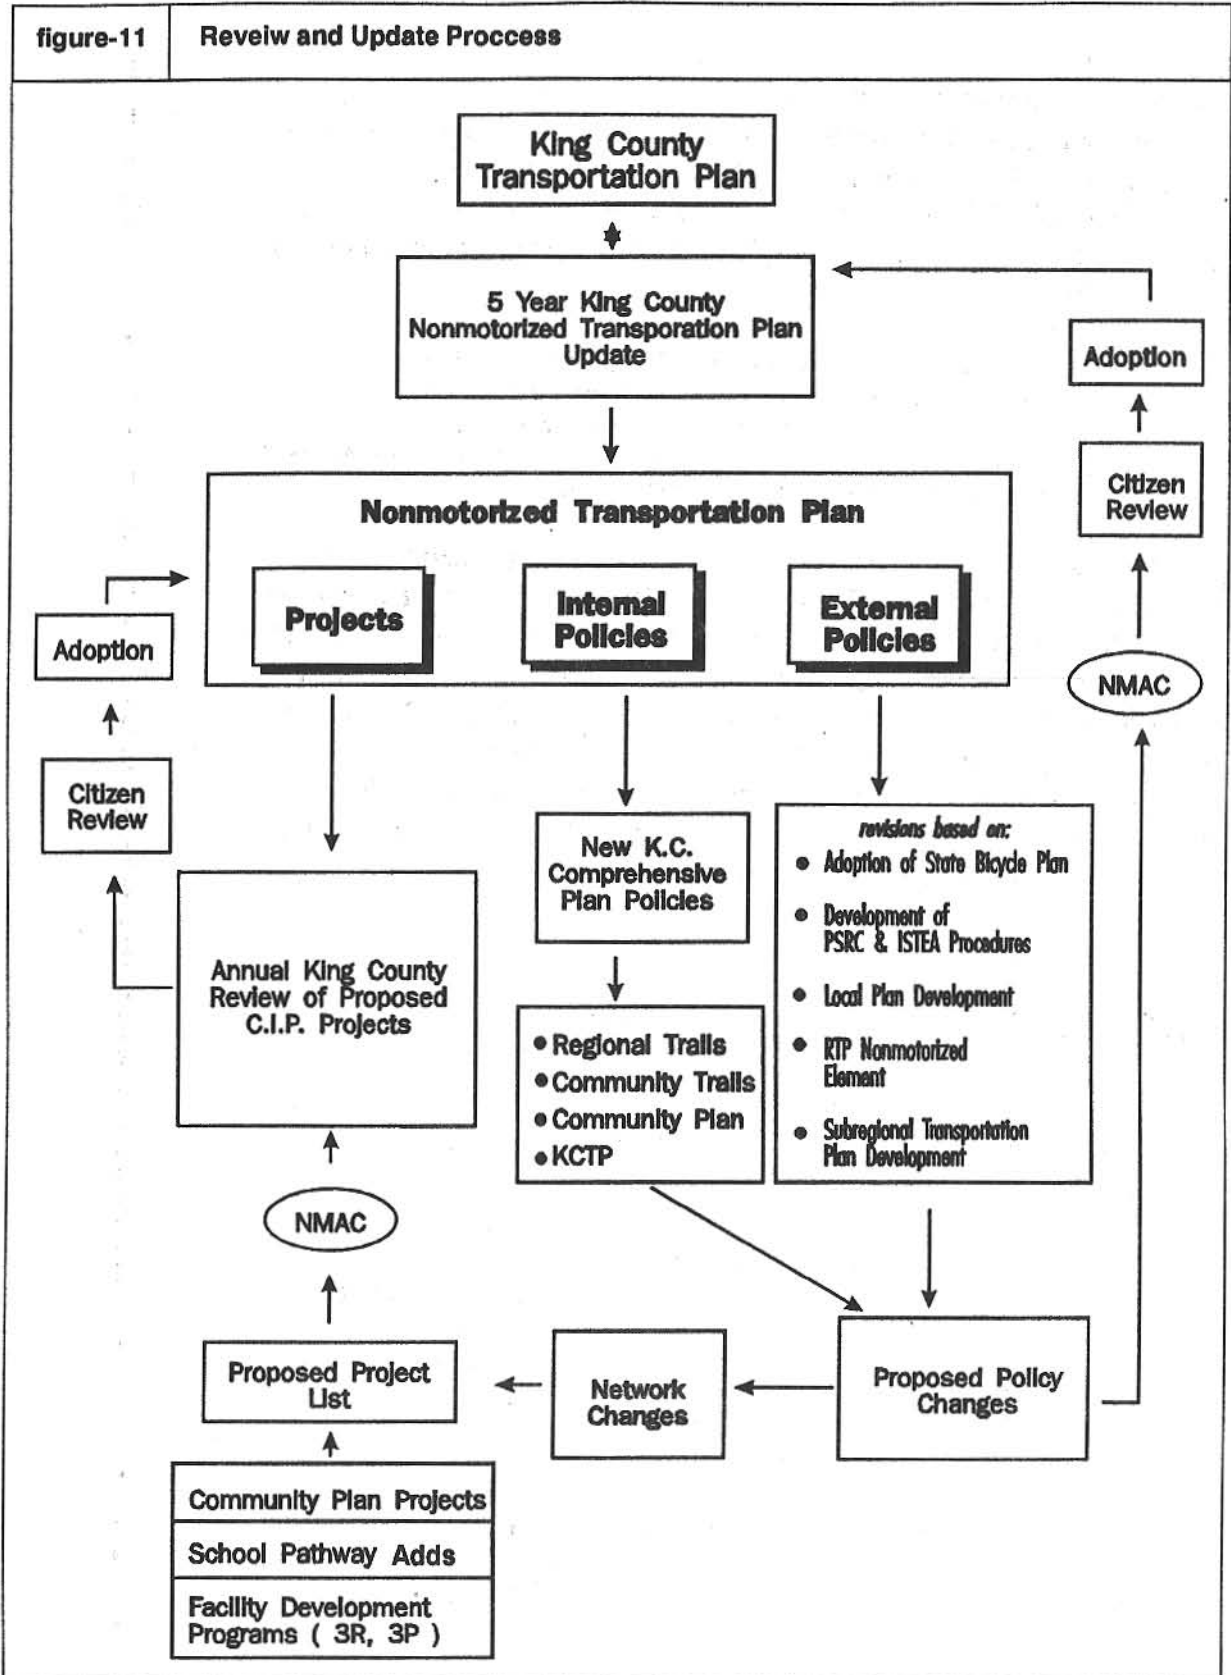 figure-11
Reveiw and Update Proccess
King County
Transportation Plan
5 Year King County
Nonmotorized Transporation Plan
Update
Adoption
Citizen
Review
NMAC
Nonmotorized Transportation Plan
Projects
Internal
Policies
External
Policies
Adoption
Citizen
Review
Annual King County
Review of Proposed
C.I.P. Projects
New K.C.
Comprehensive
Plan Policies
• Regional Trails
• Community Trails
• Community Plan
• KCTP
revisions based on:
• Adoption of State Bicycle Plan
• Development of
PSRC & ISTEA Procedures
• Local Plan Development
• RTP Nonmotorized
Element
• Subregional Transportation
Plan Development
NMAC
Proposed Project
List
Network
Changes
Proposed Policy
Changes
Community Plan Projects
School Pathway Adds
Facility Development
Programs ( 3R, 3P )